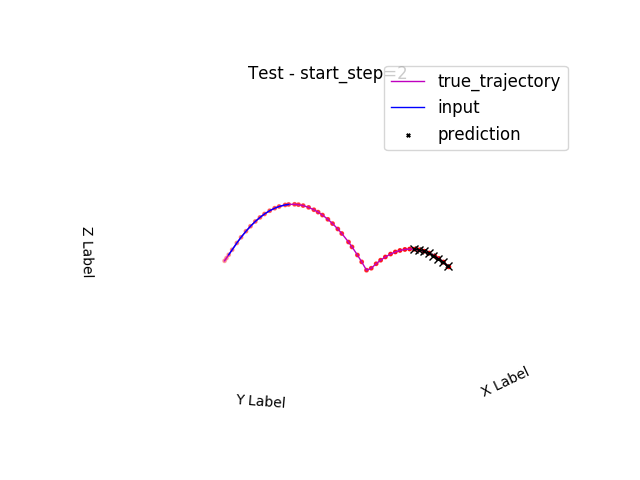 Test - start_step=2
true_trajectory
input
prediction
Z Label
X Label
Y Label